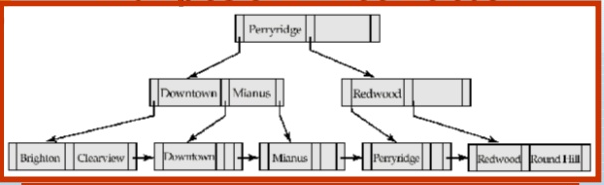 Perryridge
Downtown Mianus Redwood
Brighton Clearview Downtown Mianus Perryridge Redwood Round Hill